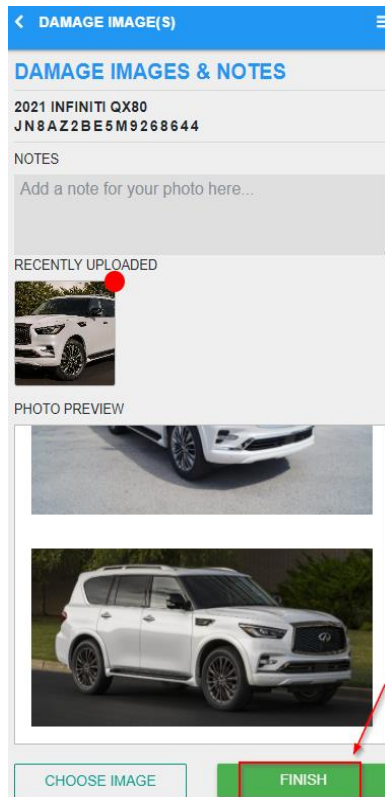 DAMAGE IMAGE(S)
DAMAGE IMAGES & NOTES
2021 INFINITI QX80
JN8AZ2BE5M9268644
NOTES
Add a note for your photo here...
RECENTLY UPLOADED
PHOTO PREVIEW
CHOOSE IMAGE
FINISH